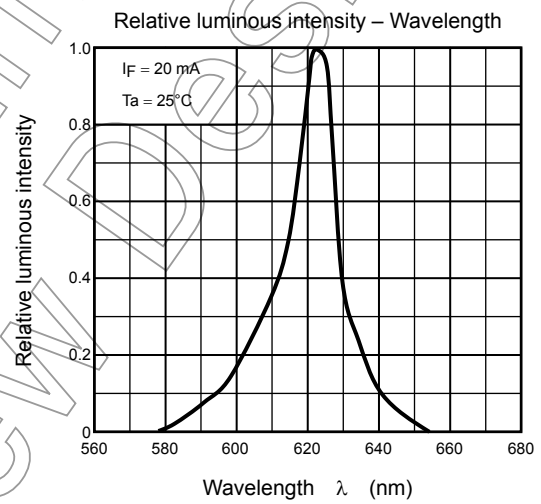 Relative luminous intensity – Wavelength
IF = 20 mA
Ta = 25°C
Relative luminous intensity
1.0
0.8
0.6
0.4
0.2
0
560 580 600 620 640 660 680
Wavelength λ (nm)